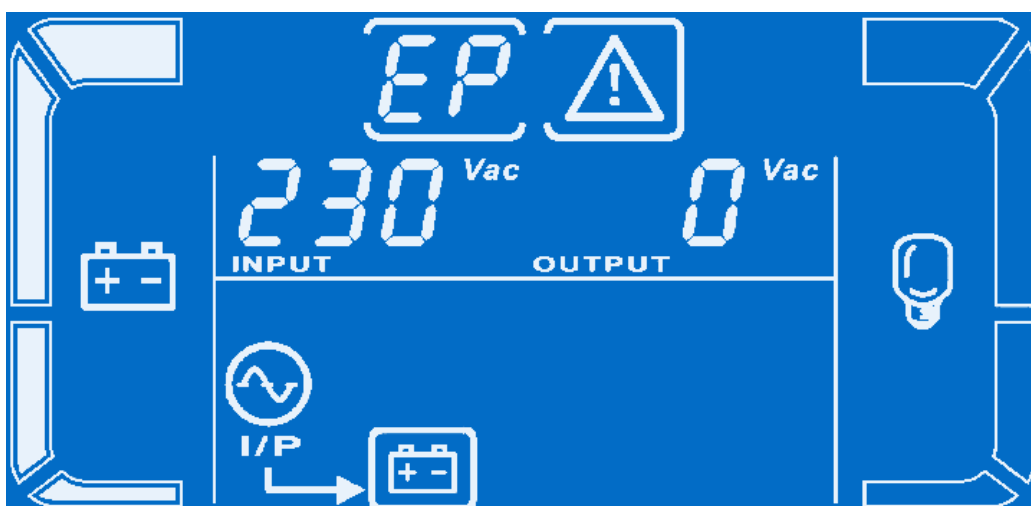 EP !
230 Vac 0 Vac
INPUT OUTPUT
+ -
I/P
+ -